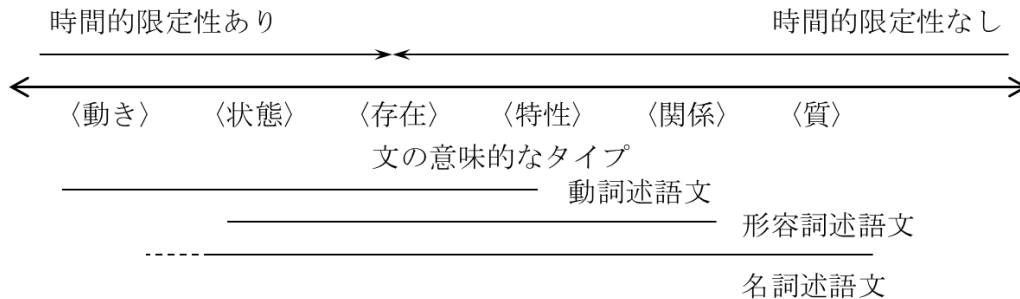 時間的限定性あり 時間的限定性なし
〈動き〉 〈状態〉 〈存在〉 〈特性〉 〈関係〉 〈質〉
文の意味的なタイプ
動詞述語文
形容詞述語文
名詞述語文